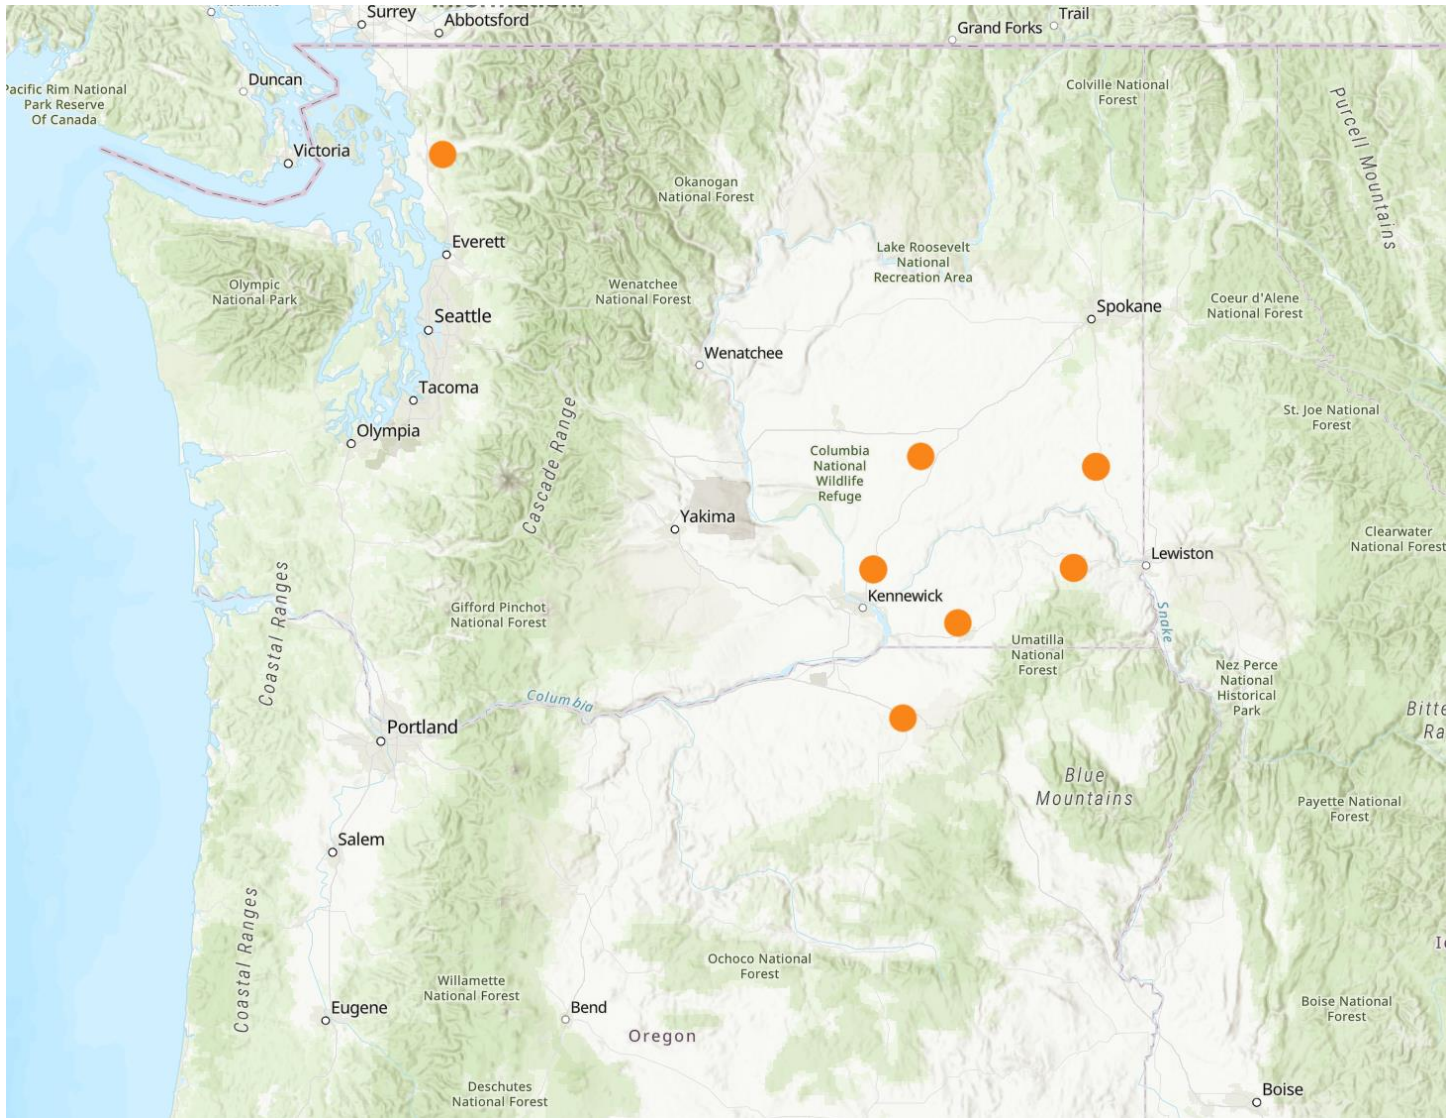 Surrey
Abbotsford
Trail
Grand Forks
Duncan
Pacific Rim National
Park Reserve
Of Canada
Colville National
Forest
Purcell Mountains
Victoria
Okanogan
National Forest
Everett
Lake Roosevelt
National
Recreation Area
Olympic
National Park
Wenatchee
National Forest
Spokane
Coeur d'Alene
National Forest
Seattle
Wenatchee
Tacoma
St. Joe National
Forest
Olympia
Cascade Range
Columbia
National
Wildlife
Refuge
Yakima
Clearwater
National Forest
Lewiston
Coastal Ranges
Gifford Pinchot
National Forest
Kennewick
Snake
Umatilla
National
Forest
Nez Perce
National
Historical
Park
Columbia
Portland
Bitte
Ra
Blue
Mountains
Payette National
Forest
Salem
Coastal Ranges
Ochoco National
Forest
Willamette
National Forest
Eugene
Bend
Oregon
Boise National
Forest
Deschutes
National Forest
Boise